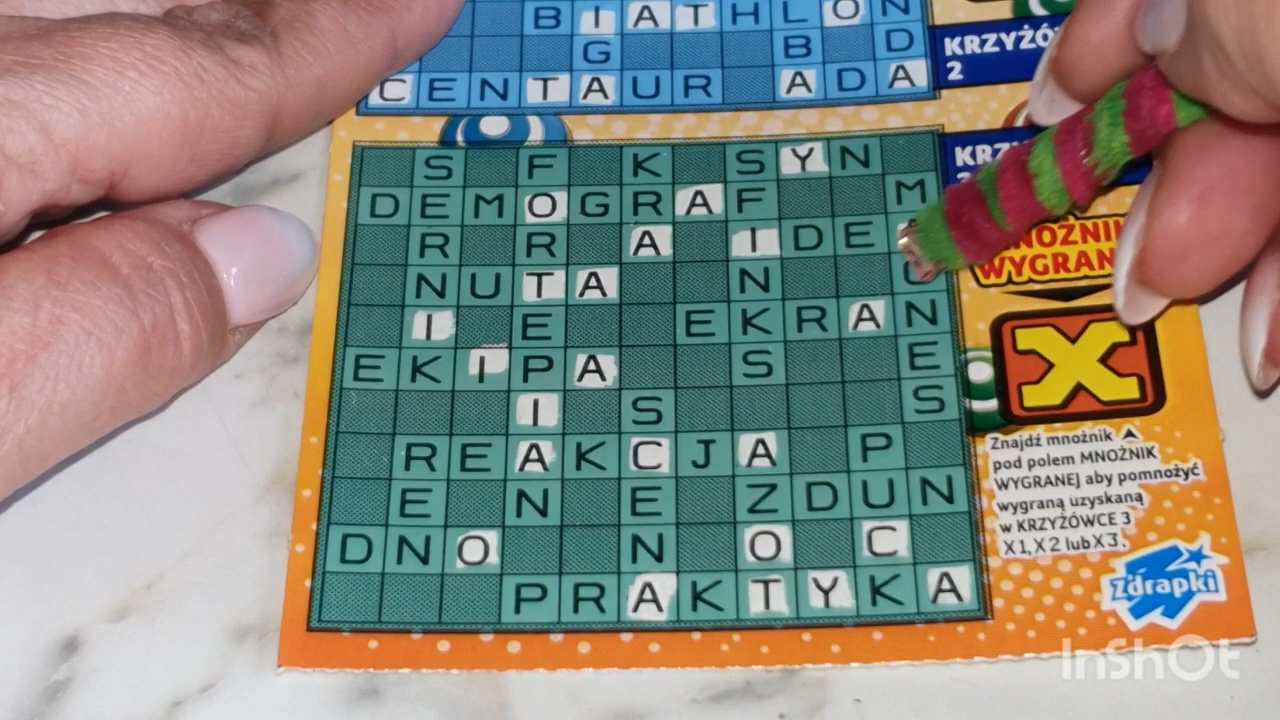 BIATHLON
G B D
CENTAUR ADA
KRZYŻÓ
2
S F K SYN
DEMOGRAF M
R R A IDE
NUTA N U
I E EKRAN
EKIPA S E
I S S
REAKCJA P
E N E ZDUN
DNO N O C
PRAKTYKA
KRZ
MNOŻNIK
WYGRAN
X
Znajdź mnożnik
pod polem MNOŻNIK
WYGRANEJ aby pomnożyć
wygraną uzyskaną
w KRZYŻÓWCE 3
X1, X2 lub X3.
Zdrapki
InShOt